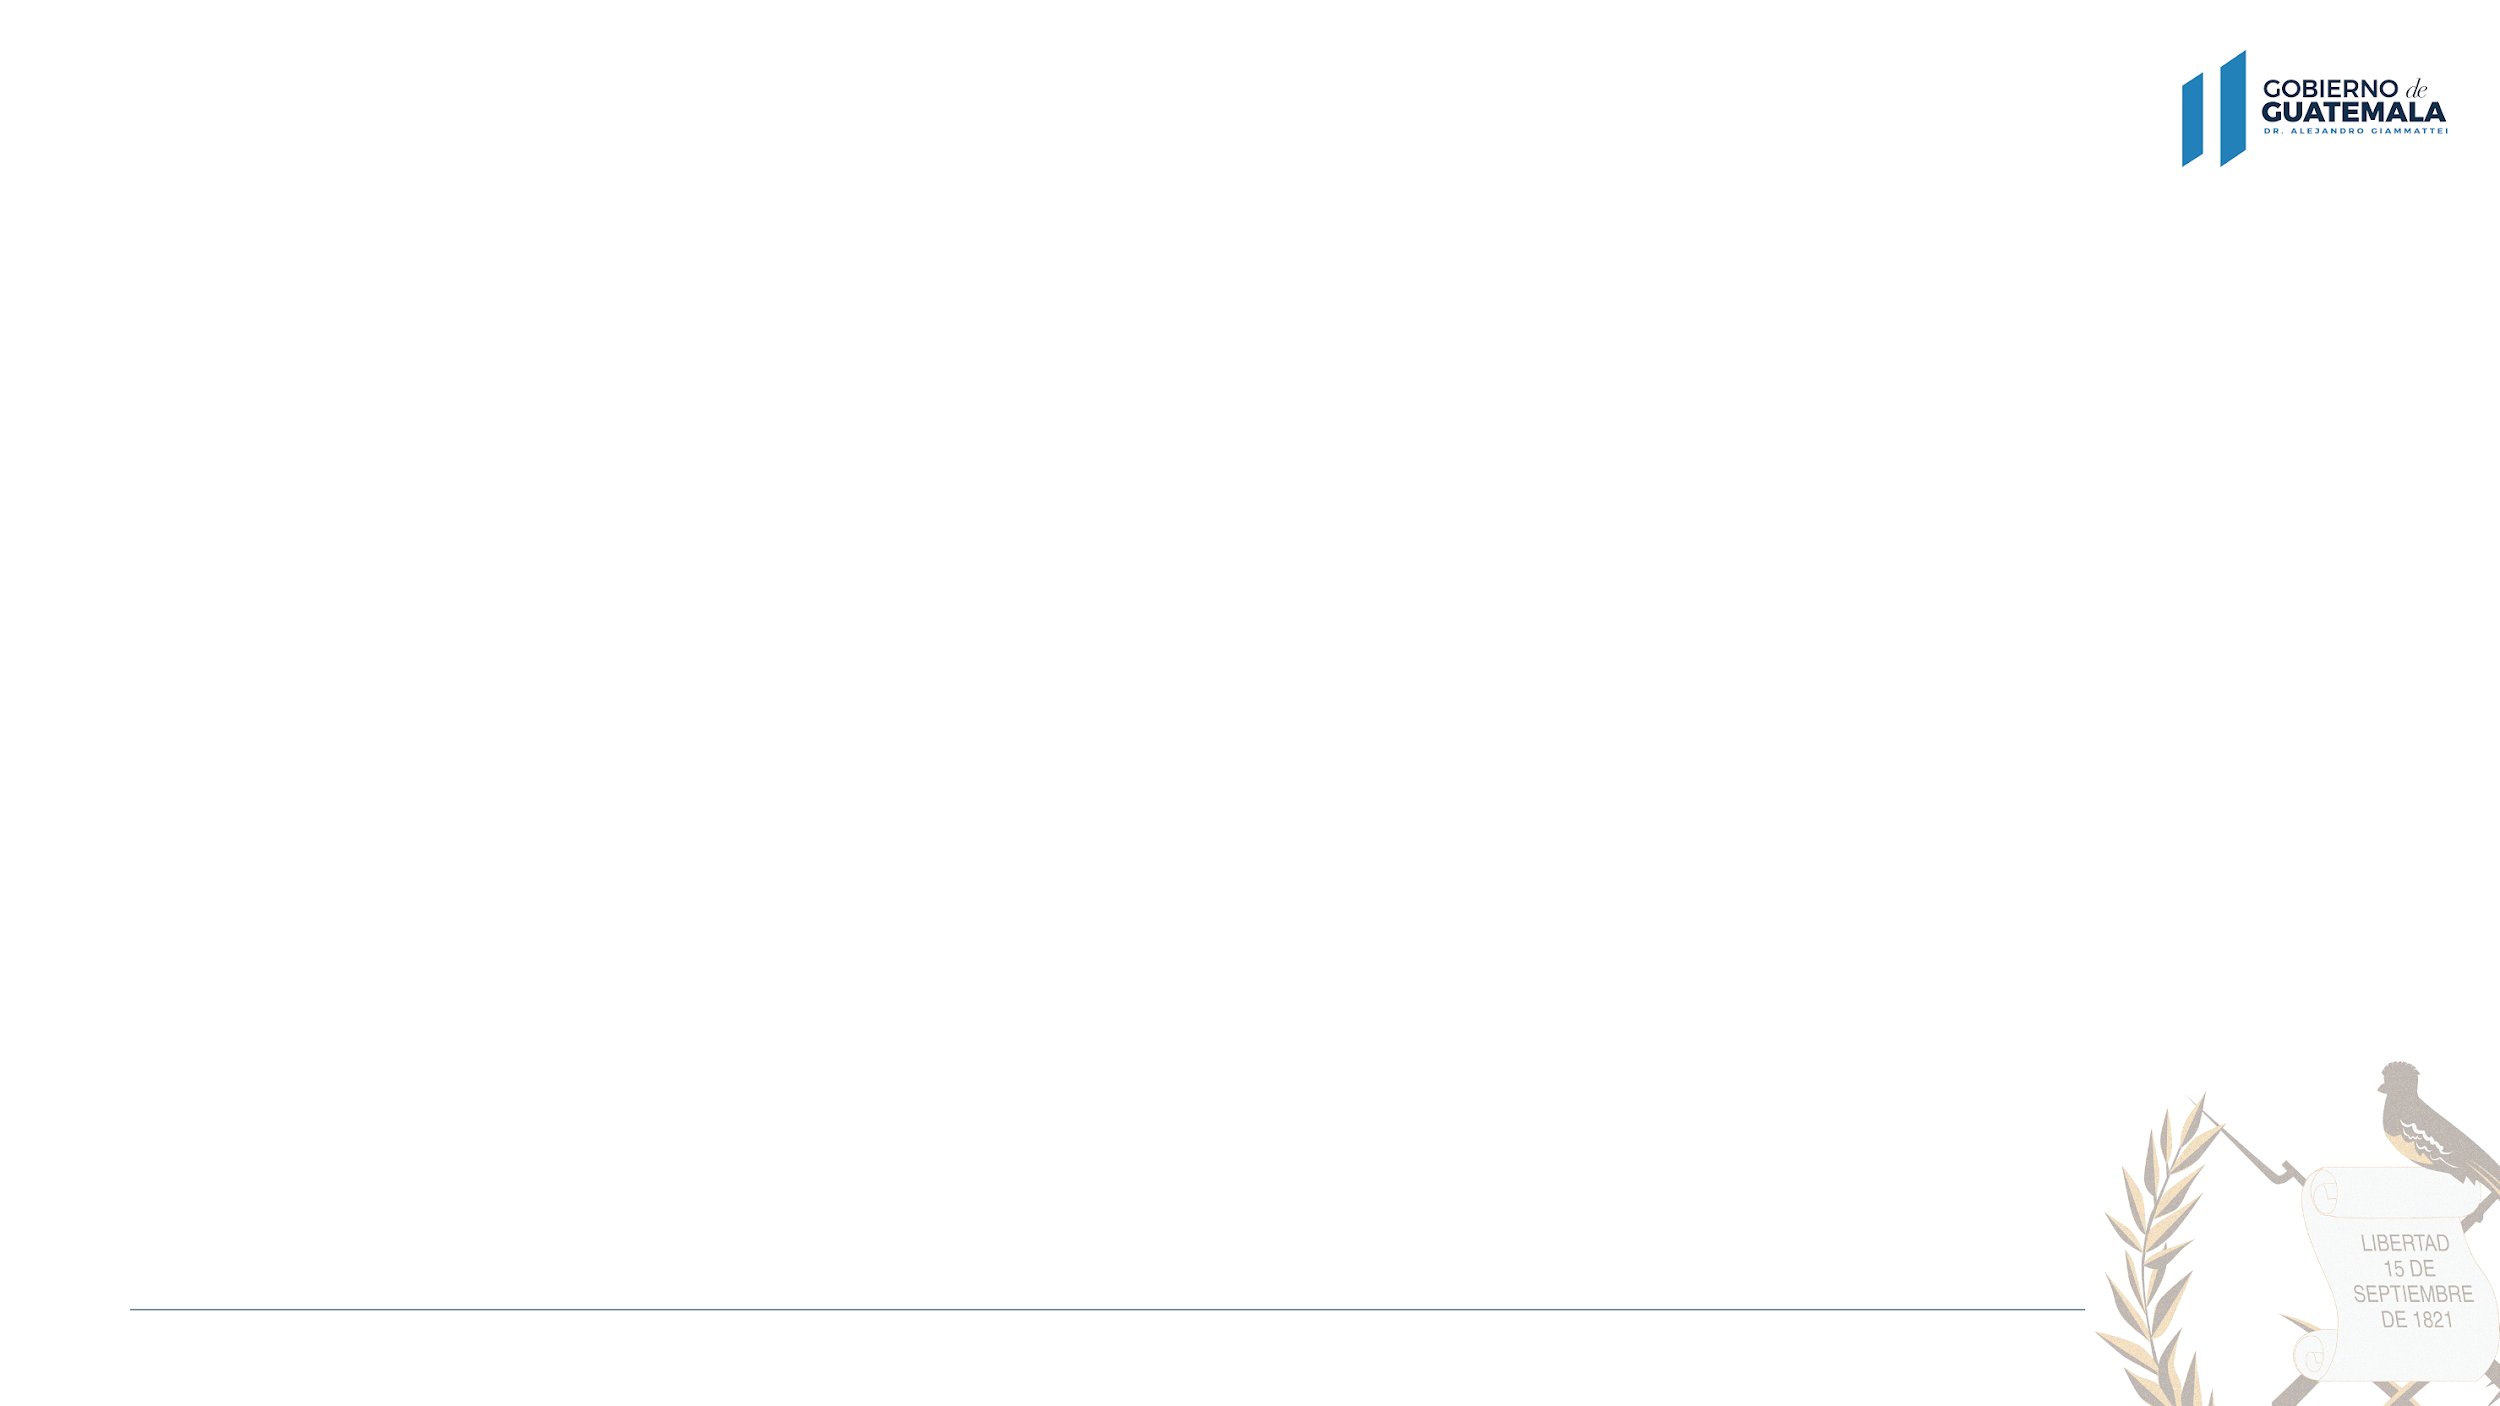 GOBIERNO de
GUATEMALA
DR. ALEJANDRO GIAMMATTEI
LIBERTAD
15 DE
SEPTIEMBRE
DE 1821